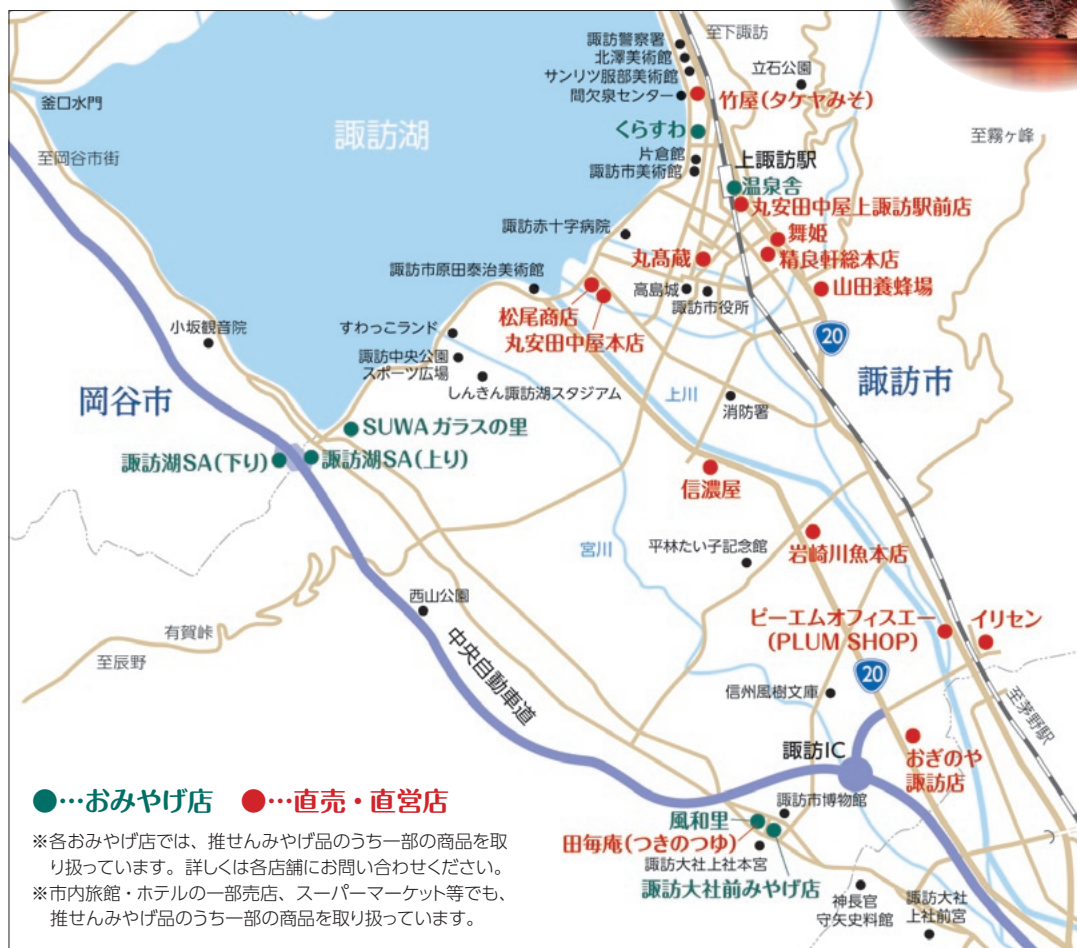 至下諏訪
諏訪警察署
北澤美術館
サンリツ服部美術館
間欠泉センター
立石公園
竹屋(タケヤみそ)
釜口水門
諏訪湖
くらすわ
至霧ヶ峰
至岡谷市街
片倉館
諏訪市美術館
上諏訪駅
温泉舎
丸安田中屋上諏訪駅前店
諏訪赤十字病院
舞姫
丸髙蔵
精良軒総本店
諏訪市原田泰治美術館
高島城
諏訪市役所
山田養蜂場
松尾商店
丸安田中屋本店
小坂観音院
すわっこランド
20
諏訪中央公園
スポーツ広場
しんきん諏訪湖スタジアム
上川
諏訪市
岡谷市
消防署
SUWAガラスの里
諏訪湖SA(下り)
諏訪湖SA(上り)
信濃屋
宮川
平林たい子記念館
岩崎川魚本店
西山公園
有賀峠
至辰野
中央自動車道
ピーエムオフィスエー
(PLUM SHOP)
イリセン
20
信州風樹文庫
至茅野駅
諏訪IC
おぎのや
諏訪店
●…おみやげ店 ●…直売・直営店
諏訪市博物館
風和里
田毎庵(つきのつゆ)
諏訪大社上社本宮
諏訪大社前みやげ店
神長官
守矢史料館
諏訪大社
上社前宮
※各おみやげ店では、推せんみやげ品のうち一部の商品を取
り扱っています。詳しくは各店舗にお問い合わせください。
※市内旅館・ホテルの一部売店、スーパーマーケット等でも、
推せんみやげ品のうち一部の商品を取り扱っています。